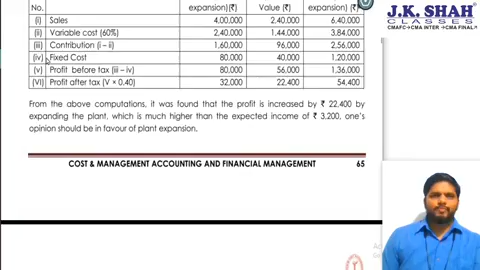 J.K. SHAH®
CLASSES
CMAFC➔CMA INTER ➔CMA FINAL
No. expansion)(₹) Value (₹) expansion) (₹)
(i) Sales 4,00,000 2,40,000 6,40,000
(ii) Variable cost (60%) 2,40,000 1,44,000 3,84,000
(iii) Contribution (i – ii) 1,60,000 96,000 2,56,000
(iv) Fixed Cost 80,000 40,000 1,20,000
(v) Profit before tax (iii – iv) 80,000 56,000 1,36,000
(VI) Profit after tax (V × 0.40) 32,000 22,400 54,400
From the above computations, it was found that the profit is increased by ₹ 22,400 by
expanding the plant, which is much higher than the expected income of ₹ 3,200, one's
opinion should be in favour of plant expansion.
COST & MANAGEMENT ACCOUNTING AND FINANCIAL MANAGEMENT 65